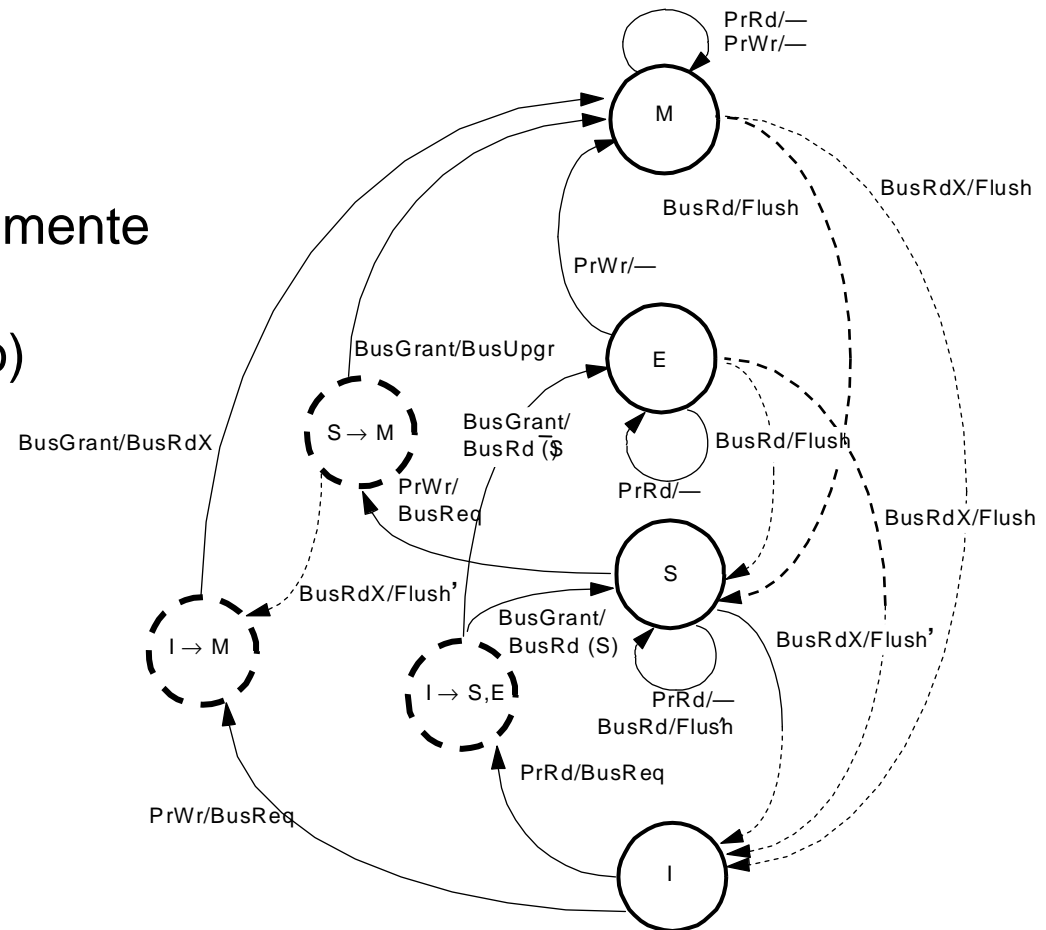 PrRd/—
PrWr/—
M
BusRdX/Flush
BusRd/Flush
mente
PrWr/—
o)
BusGrant/BusUpgr
E
BusGrant/
BusRd (S̅)
BusGrant/BusRdX
S → M
BusRd/Flush
PrWr/
BusReq
PrRd/—
BusRdX/Flush
S
BusRdX/Flush’
BusGrant/
BusRd (S)
BusRdX/Flush’
I → M
I → S,E
PrRd/—
BusRd/Flush’
PrRd/BusReq
PrWr/BusReq
I